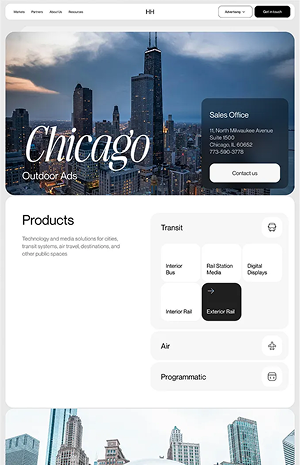 Markets Partners About Us Resources
HH
Advertising
Get in touch
Chicago
Outdoor Ads
Sales Office
11, North Milwaukee Avenue
Suite 1500
Chicago, IL 60652
773-590-3778
Contact us
Products
Technology and media solutions for cities,
transit systems, air travel, destinations, and
other public spaces
Transit
Interior
Bus
Rail Station
Media
Digital
Displays
Interior Rail
Exterior Rail
Air
Programmatic